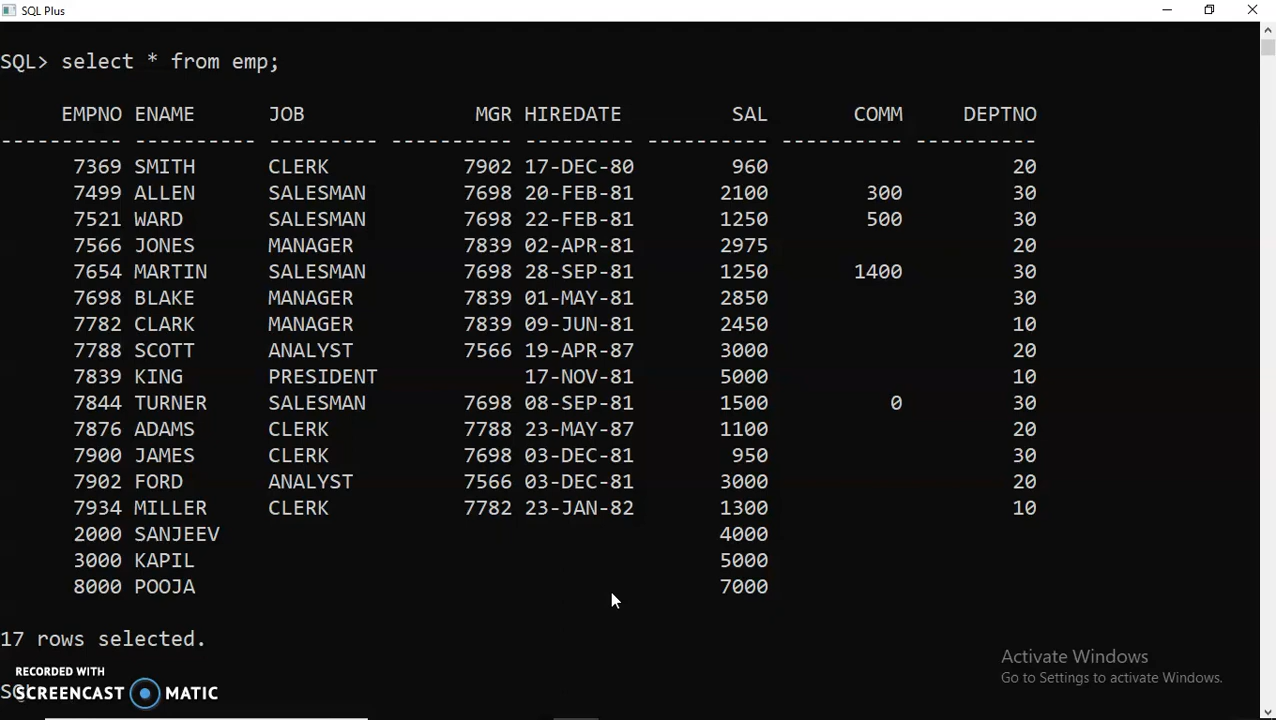 SQL Plus
SQL> select * from emp;
EMPNO ENAME JOB MGR HIREDATE SAL COMM DEPTNO
---------- ---------- --------- ---------- --------- ---------- ---------- ----------
7369 SMITH CLERK 7902 17-DEC-80 960 20
7499 ALLEN SALESMAN 7698 20-FEB-81 2100 300 30
7521 WARD SALESMAN 7698 22-FEB-81 1250 500 30
7566 JONES MANAGER 7839 02-APR-81 2975 20
7654 MARTIN SALESMAN 7698 28-SEP-81 1250 1400 30
7698 BLAKE MANAGER 7839 01-MAY-81 2850 30
7782 CLARK MANAGER 7839 09-JUN-81 2450 10
7788 SCOTT ANALYST 7566 19-APR-87 3000 20
7839 KING PRESIDENT 17-NOV-81 5000 10
7844 TURNER SALESMAN 7698 08-SEP-81 1500 0 30
7876 ADAMS CLERK 7788 23-MAY-87 1100 20
7900 JAMES CLERK 7698 03-DEC-81 950 30
7902 FORD ANALYST 7566 03-DEC-81 3000 20
7934 MILLER CLERK 7782 23-JAN-82 1300 10
2000 SANJEEV 4000
3000 KAPIL 5000
8000 POOJA 7000
17 rows selected.
Activate Windows
Go to Settings to activate Windows.
RECORDED WITH
SCREENCAST MATIC